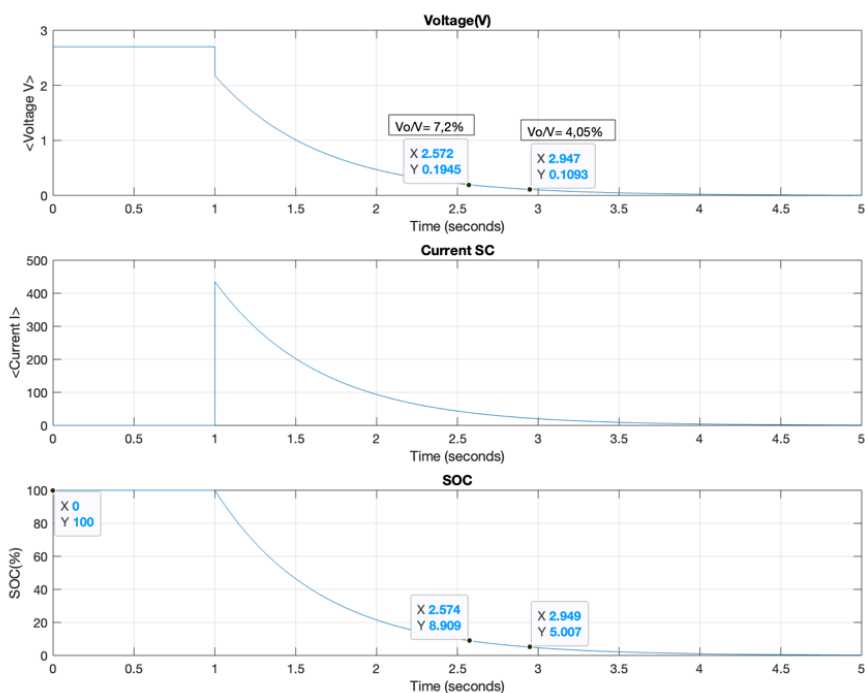 Voltage(V)
<Voltage V>
3
2
1
0
Vo/V= 7,2%
Vo/V= 4,05%
X 2.572
Y 0.1945
X 2.947
Y 0.1093
0 0.5 1 1.5 2 2.5 3 3.5 4 4.5 5
Time (seconds)
Current SC
<Current I>
500
400
300
200
100
0
0 0.5 1 1.5 2 2.5 3 3.5 4 4.5 5
Time (seconds)
SOC
SOC(%)
100
80
60
40
20
0
X 0
Y 100
X 2.574
Y 8.909
X 2.949
Y 5.007
0 0.5 1 1.5 2 2.5 3 3.5 4 4.5 5
Time (seconds)